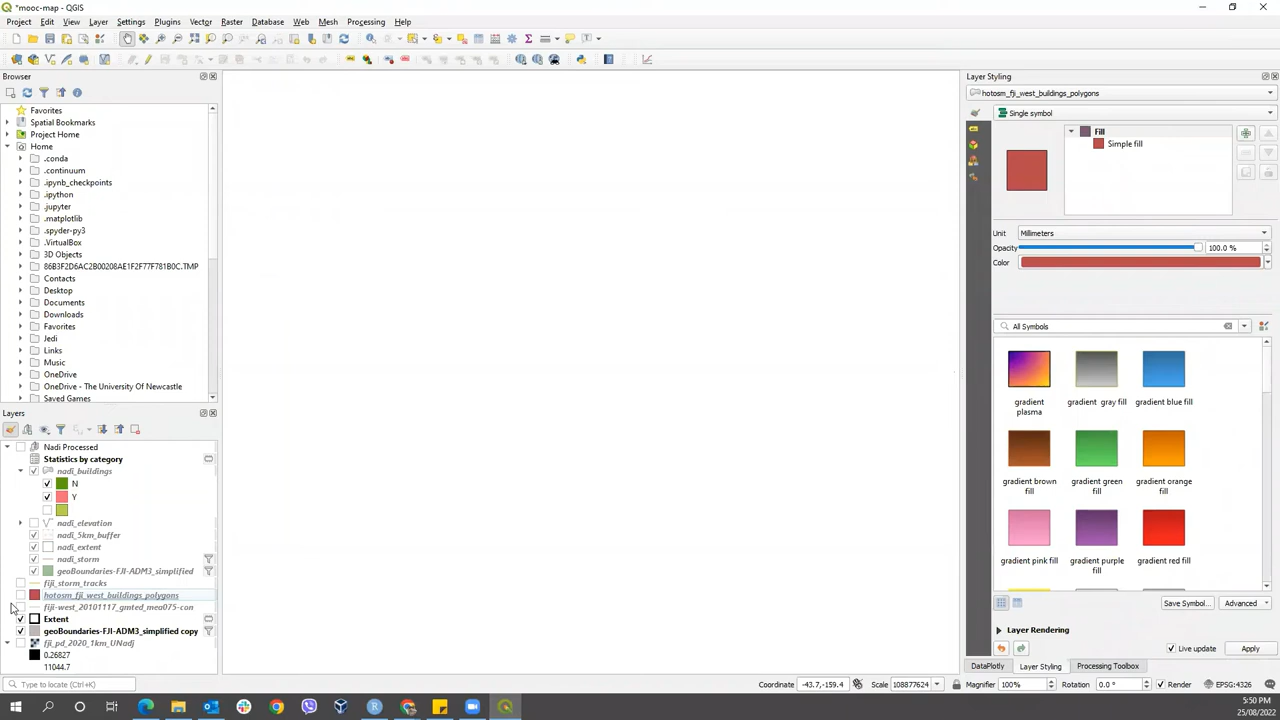 *mooc-map — QGIS
Project Edit View Layer Settings Plugins Vector Raster Database Web Mesh Processing Help
Browser
Favorites
Spatial Bookmarks
Project Home
Home
.conda
.continuum
.ipynb_checkpoints
.ipython
.jupyter
.matplotlib
.spyder-py3
.VirtualBox
3D Objects
86B3F2D6AC2B00208AE1F2F77F781B0C.TMP
Contacts
Desktop
Documents
Downloads
Favorites
Jedi
Links
Music
OneDrive
OneDrive - The University Of Newcastle
Saved Games
Layers
Nadi Processed
Statistics by category
nadi_buildings
N
Y
nadi_elevation
nadi_5km_buffer
nadi_extent
nadi_storm
geoBoundaries-FJI-ADM3_simplified
fiji_storm_tracks
hotosm_fji_west_buildings_polygons
fiji-west_20101117_gmted_mea075-con
Extent
geoBoundaries-FJI-ADM3_simplified copy
fji_pd_2020_1km_UNadj
0.26827
11044.7
Layer Styling
hotosm_fji_west_buildings_polygons
Single symbol
Fill
Simple fill
Unit Millimeters
Opacity 100.0 %
Color
All Symbols
gradient plasma
gradient gray fill
gradient blue fill
gradient brown fill
gradient green fill
gradient orange fill
gradient pink fill
gradient purple fill
gradient red fill
Save Symbol... Advanced
Layer Rendering
Live update Apply
DataPlotly Layer Styling Processing Toolbox
Type to locate (Ctrl+K) Coordinate -43.7,-159.4 Scale 108877624 Magnifier 100% Rotation 0.0 ° Render EPSG:4326
5:50 PM
25/08/2022